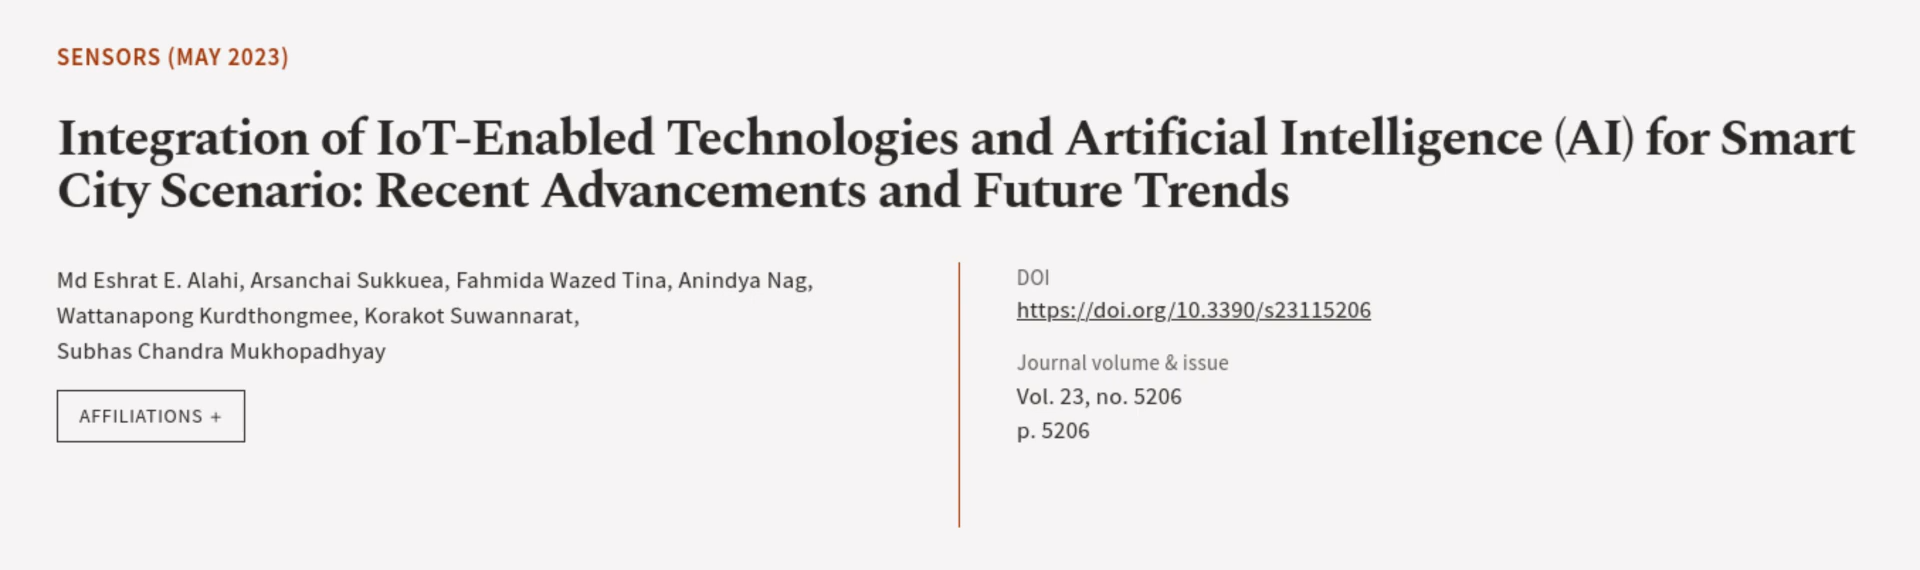 SENSORS (MAY 2023)
Integration of IoT-Enabled Technologies and Artificial Intelligence (AI) for Smart
City Scenario: Recent Advancements and Future Trends
Md Eshrat E. Alahi, Arsanchai Sukkuea, Fahmida Wazed Tina, Anindya Nag,
Wattanapong Kurdthongmee, Korakot Suwannarat,
Subhas Chandra Mukhopadhyay
AFFILIATIONS +
DOI
https://doi.org/10.3390/s23115206
Journal volume & issue
Vol. 23, no. 5206
p. 5206